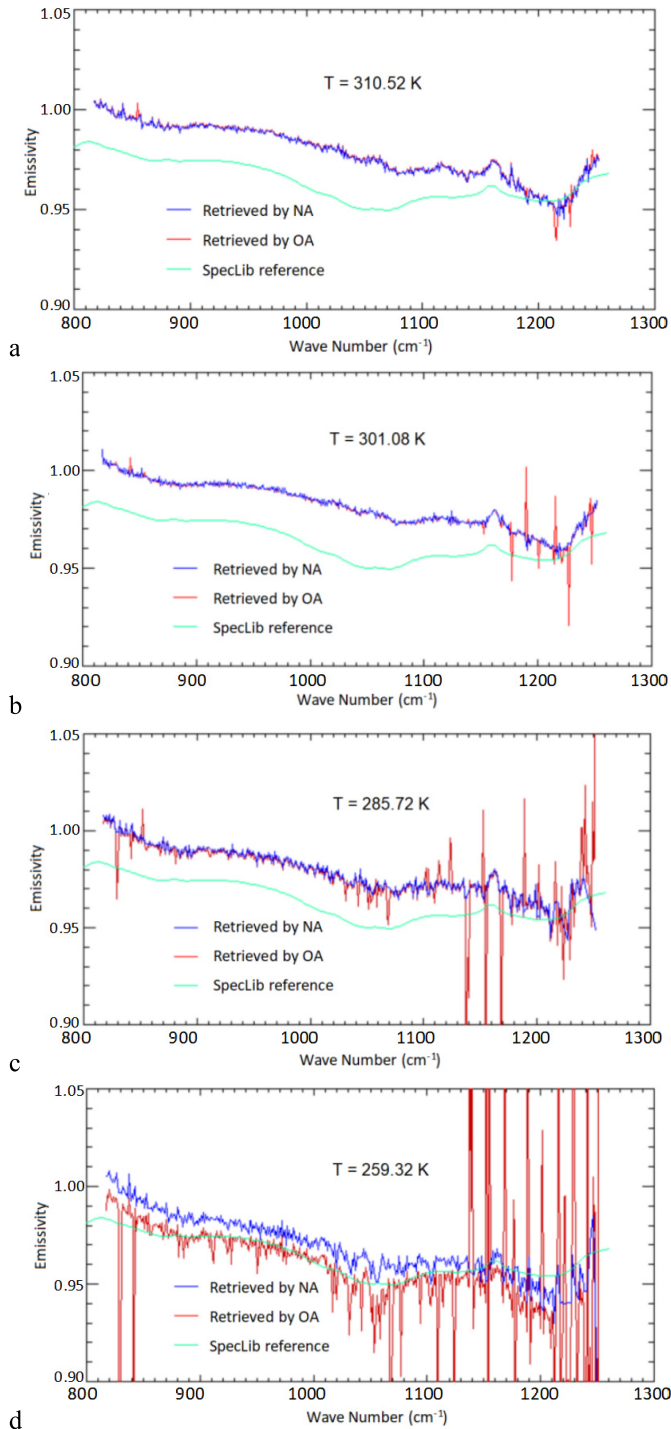 1.05
T = 310.52 K
1.00
Emissivity
0.95
Retrieved by NA
Retrieved by OA
SpecLib reference
0.90
800 900 1000 1100 1200 1300
a
Wave Number (cm⁻¹)
1.05
T = 301.08 K
1.00
Emissivity
0.95
Retrieved by NA
Retrieved by OA
SpecLib reference
0.90
800 900 1000 1100 1200 1300
Wave Number (cm⁻¹)
b
1.05
T = 285.72 K
1.00
Emissivity
0.95
Retrieved by NA
Retrieved by OA
SpecLib reference
0.90
800 900 1000 1100 1200 1300
Wave Number (cm⁻¹)
c
1.05
T = 259.32 K
1.00
Emissivity
0.95
Retrieved by NA
Retrieved by OA
SpecLib reference
0.90
800 900 1000 1100 1200 1300
Wave Number (cm⁻¹)
d